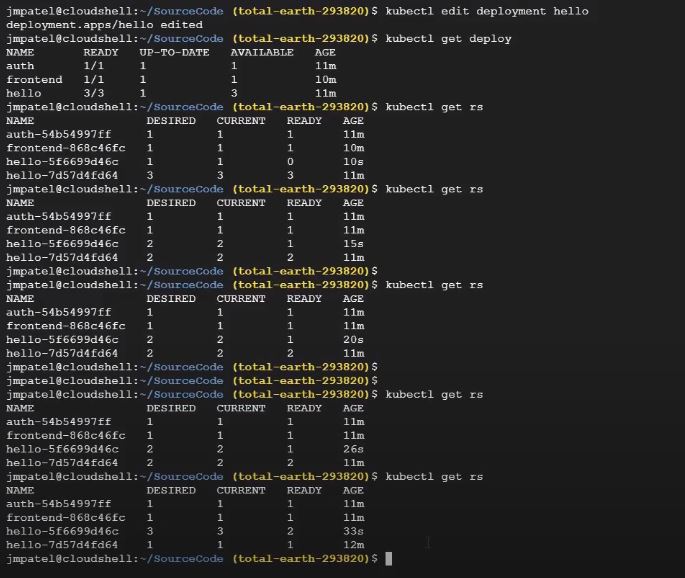 jmpatel@cloudshell:~/SourceCode (total-earth-293820)$ kubectl edit deployment hello
deployment.apps/hello edited
jmpatel@cloudshell:~/SourceCode (total-earth-293820)$ kubectl get deploy
NAME READY UP-TO-DATE AVAILABLE AGE
auth 1/1 1 1 11m
frontend 1/1 1 1 10m
hello 3/3 1 3 11m
jmpatel@cloudshell:~/SourceCode (total-earth-293820)$ kubectl get rs
NAME DESIRED CURRENT READY AGE
auth-54b54997ff 1 1 1 11m
frontend-868c46fc 1 1 1 10m
hello-5f6699d46c 1 1 0 10s
hello-7d57d4fd64 3 3 3 11m
jmpatel@cloudshell:~/SourceCode (total-earth-293820)$ kubectl get rs
NAME DESIRED CURRENT READY AGE
auth-54b54997ff 1 1 1 11m
frontend-868c46fc 1 1 1 11m
hello-5f6699d46c 2 2 1 15s
hello-7d57d4fd64 2 2 2 11m
jmpatel@cloudshell:~/SourceCode (total-earth-293820)$
jmpatel@cloudshell:~/SourceCode (total-earth-293820)$ kubectl get rs
NAME DESIRED CURRENT READY AGE
auth-54b54997ff 1 1 1 11m
frontend-868c46fc 1 1 1 11m
hello-5f6699d46c 2 2 1 20s
hello-7d57d4fd64 2 2 2 11m
jmpatel@cloudshell:~/SourceCode (total-earth-293820)$
jmpatel@cloudshell:~/SourceCode (total-earth-293820)$
jmpatel@cloudshell:~/SourceCode (total-earth-293820)$ kubectl get rs
NAME DESIRED CURRENT READY AGE
auth-54b54997ff 1 1 1 11m
frontend-868c46fc 1 1 1 11m
hello-5f6699d46c 2 2 1 26s
hello-7d57d4fd64 2 2 2 11m
jmpatel@cloudshell:~/SourceCode (total-earth-293820)$ kubectl get rs
NAME DESIRED CURRENT READY AGE
auth-54b54997ff 1 1 1 11m
frontend-868c46fc 1 1 1 11m
hello-5f6699d46c 3 3 2 33s
hello-7d57d4fd64 1 1 1 12m
jmpatel@cloudshell:~/SourceCode (total-earth-293820)$